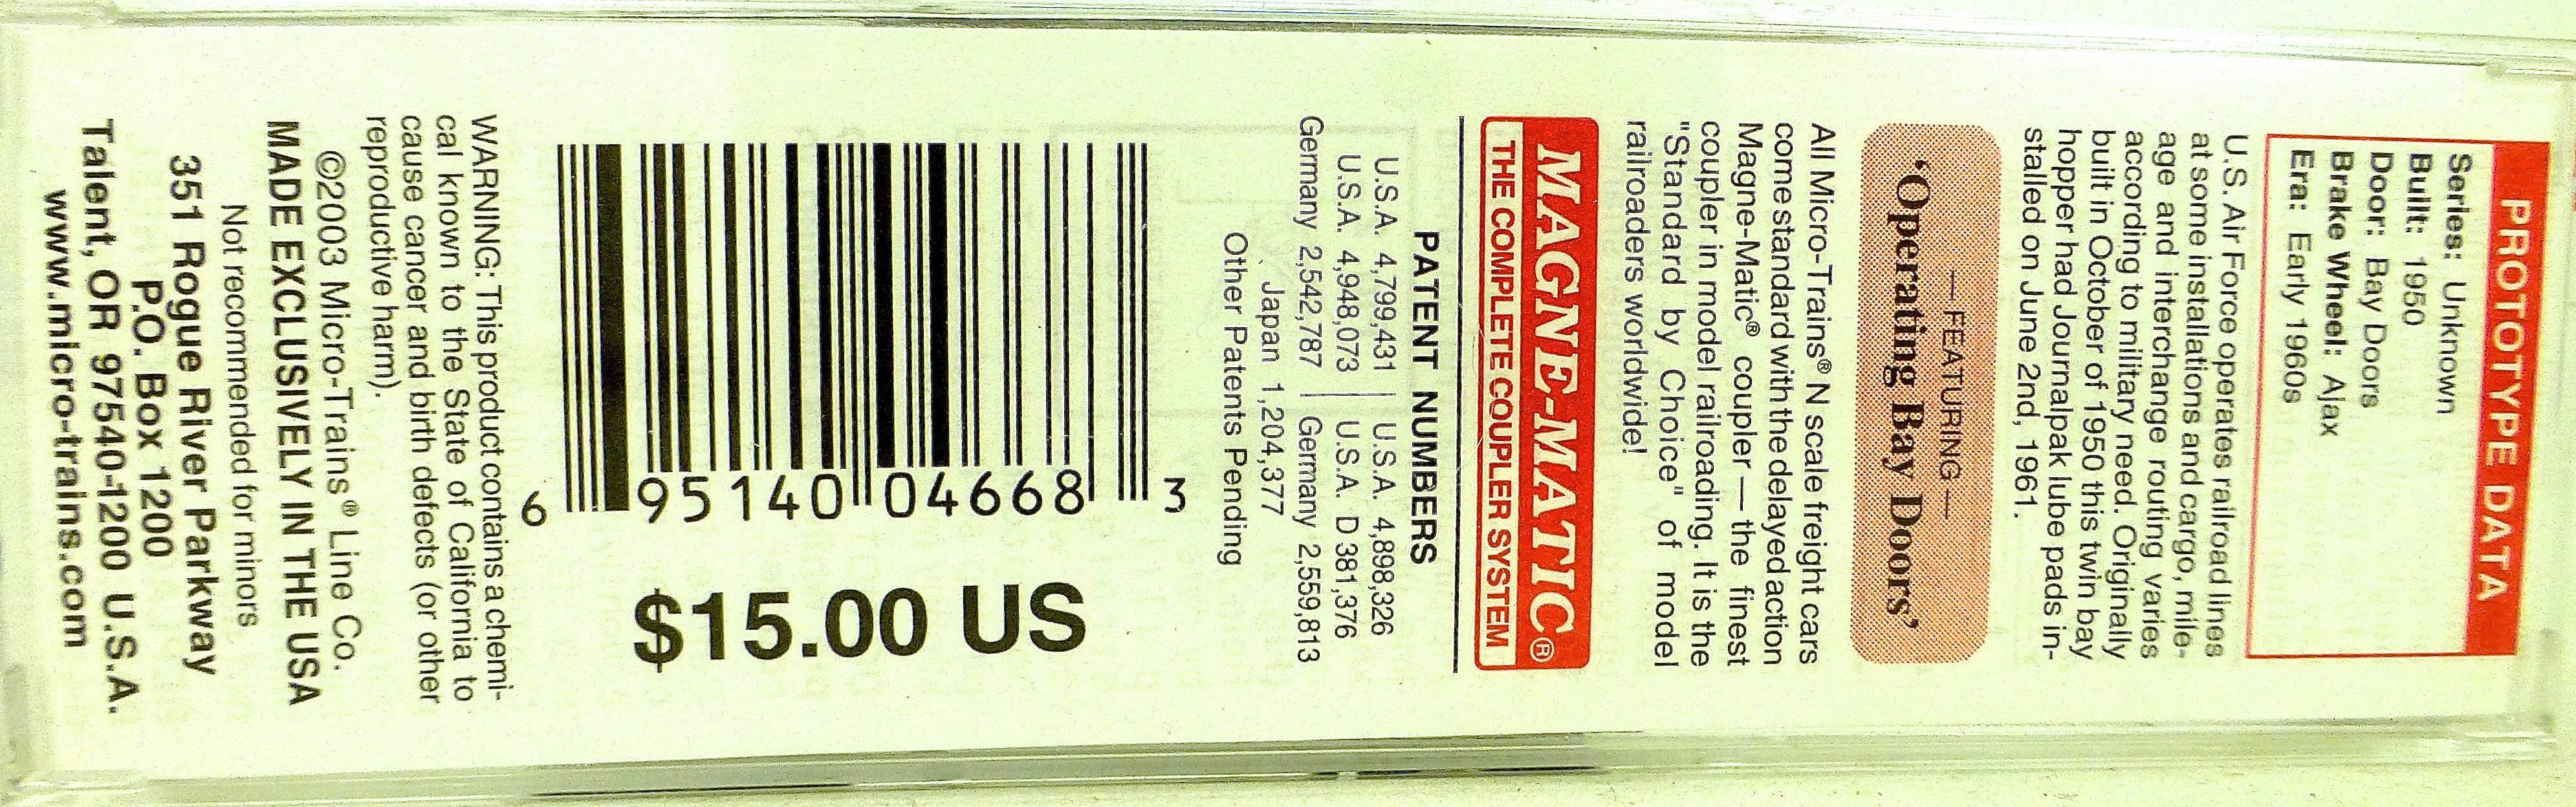 PROTOTYPE DATA
Series: Unknown
Built: 1950
Door: Bay Doors
Brake Wheel: Ajax
Era: Early 1960s
U.S. Air Force operates railroad lines
at some installations and cargo, mile-
age and interchange routing varies
according to military need. Originally
built in October of 1950 this twin bay
hopper had Journalpak lube pads in-
stalled on June 2nd, 1961.
— FEATURING —
'Operating Bay Doors'
All Micro-Trains® N scale freight cars
come standard with the delayed action
Magne-Matic® coupler — the finest
coupler in model railroading. It is the
"Standard by Choice" of model
railroaders worldwide!
MAGNE-MATIC®
THE COMPLETE COUPLER SYSTEM
PATENT NUMBERS
U.S.A. 4,799,431 | U.S.A. 4,898,326
U.S.A. 4,948,073 | U.S.A. D 381,376
Germany 2,542,787 | Germany 2,559,813
Japan 1,204,377
Other Patents Pending
6 95140 04668 3
$15.00 US
WARNING: This product contains a chemi-
cal known to the State of California to
cause cancer and birth defects (or other
reproductive harm).
©2003 Micro-Trains® Line Co.
MADE EXCLUSIVELY IN THE USA
Not recommended for minors
351 Rogue River Parkway
P.O. Box 1200
Talent, OR 97540-1200 U.S.A.
www.micro-trains.com